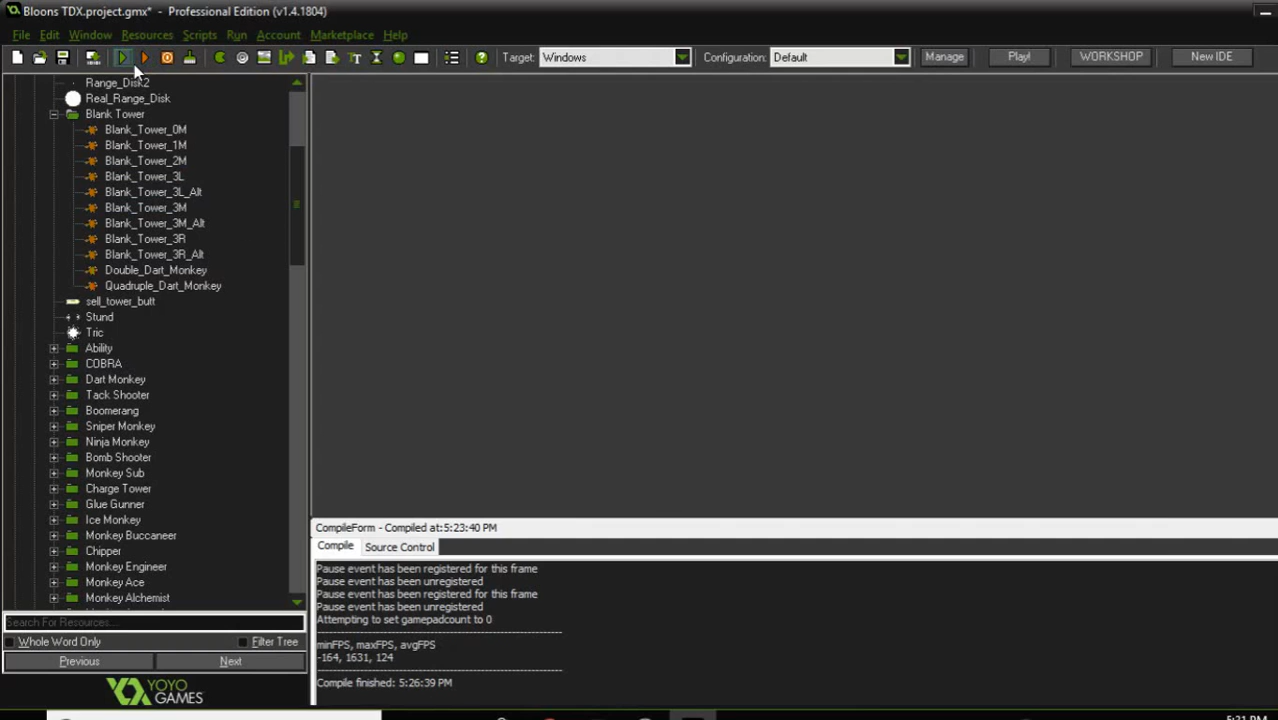 Bloons TDX.project.gmx* - Professional Edition (v1.4.1804)
File Edit Window Resources Scripts Run Account Marketplace Help
Target: Windows Configuration: Default Manage Play! WORKSHOP New IDE
Range_Disk2
Real_Range_Disk
Blank Tower
Blank_Tower_0M
Blank_Tower_1M
Blank_Tower_2M
Blank_Tower_3L
Blank_Tower_3L_Alt
Blank_Tower_3M
Blank_Tower_3M_Alt
Blank_Tower_3R
Blank_Tower_3R_Alt
Double_Dart_Monkey
Quadruple_Dart_Monkey
sell_tower_butt
Stund
Tric
Ability
COBRA
Dart Monkey
Tack Shooter
Boomerang
Sniper Monkey
Ninja Monkey
Bomb Shooter
Monkey Sub
Charge Tower
Glue Gunner
Ice Monkey
Monkey Buccaneer
Chipper
Monkey Engineer
Monkey Ace
Monkey Alchemist
Search For Resources...
Whole Word Only Filter Tree
Previous Next
YOYO
GAMES
CompileForm - Compiled at:5:23:40 PM
Compile Source Control
Pause event has been registered for this frame
Pause event has been unregistered
Pause event has been registered for this frame
Pause event has been unregistered
Attempting to set gamepadcount to 0
minFPS, maxFPS, avgFPS
-164, 1631, 124
Compile finished: 5:26:39 PM